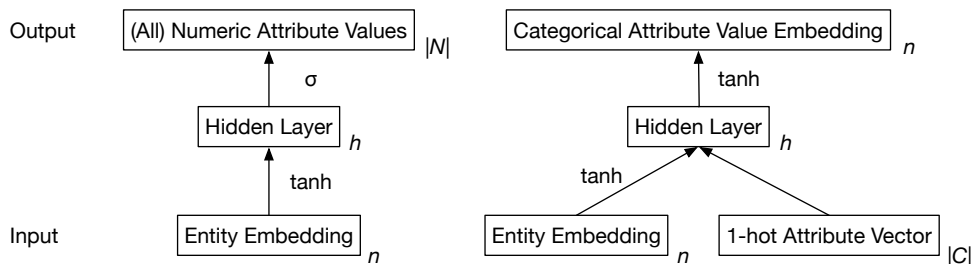 Output
(All) Numeric Attribute Values |N|
Categorical Attribute Value Embedding n
σ
tanh
Hidden Layer h
Hidden Layer h
tanh
tanh
Input
Entity Embedding n
Entity Embedding n
1-hot Attribute Vector |C|